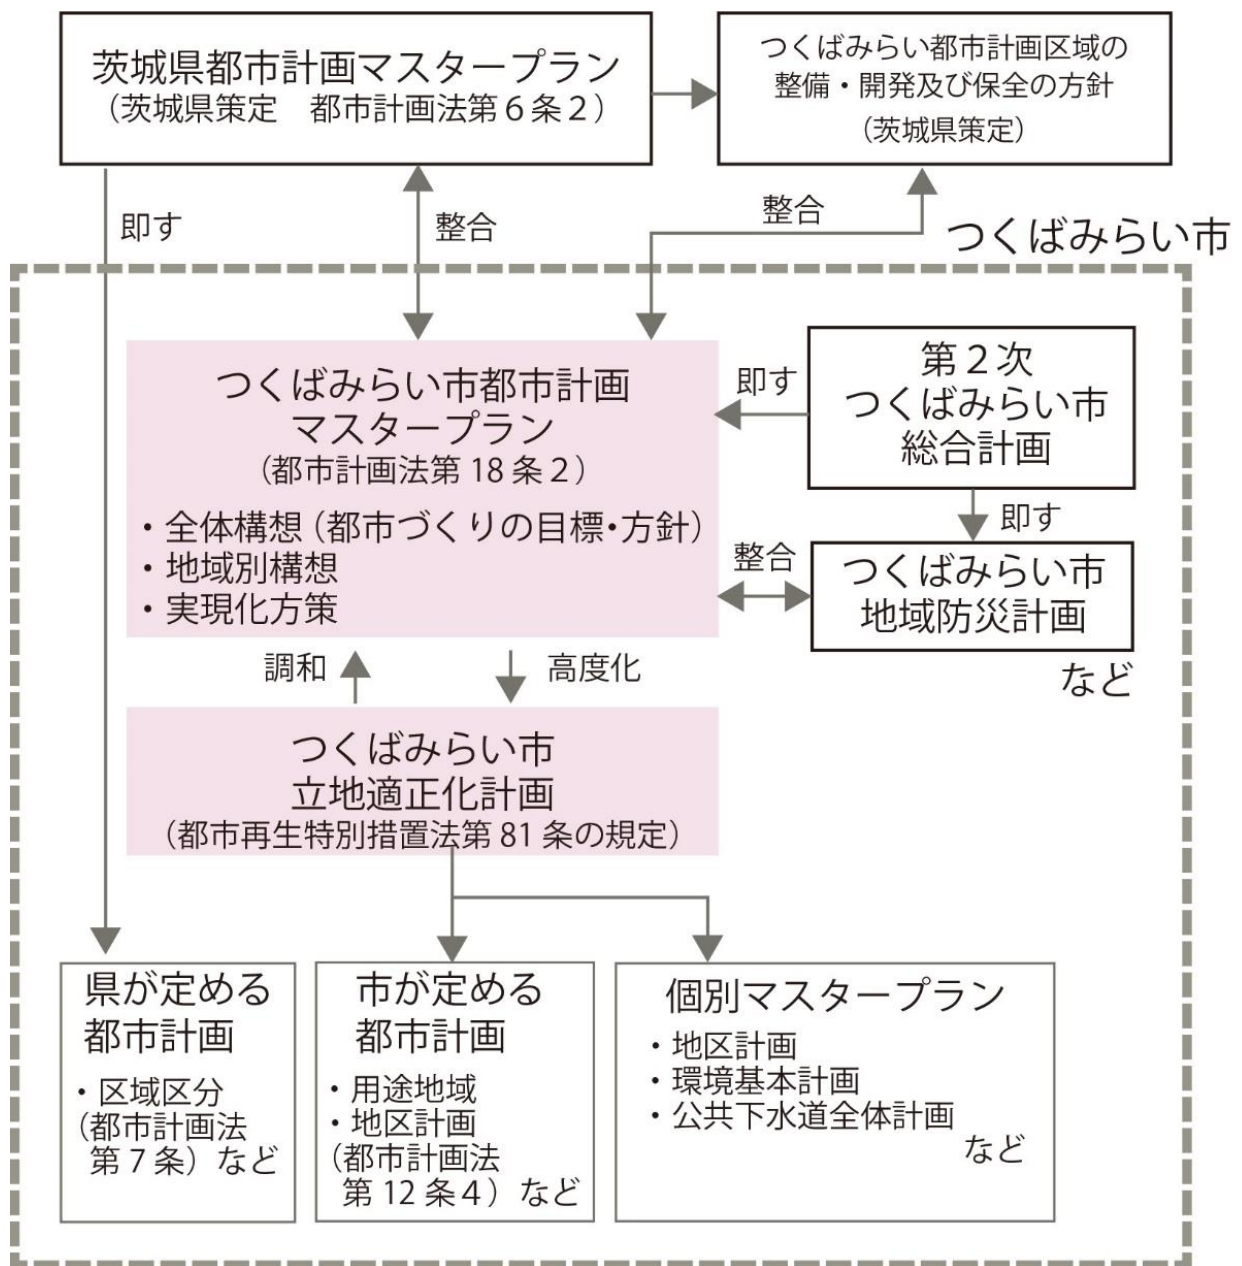 茨城県都市計画マスタープラン
（茨城県策定　都市計画法第６条２）
つくばみらい都市計画区域の
整備・開発及び保全の方針
（茨城県策定）
即す
整合
整合
つくばみらい市
つくばみらい市都市計画
マスタープラン
（都市計画法第 18 条２）
・全体構想（都市づくりの目標・方針）
・地域別構想
・実現化方策
即す
第２次
つくばみらい市
総合計画
即す
整合
つくばみらい市
地域防災計画
など
調和
高度化
つくばみらい市
立地適正化計画
（都市再生特別措置法第 81 条の規定）
県が定める
都市計画
・区域区分
（都市計画法
第７条）など
市が定める
都市計画
・用途地域
・地区計画
（都市計画法
第 12 条４）など
個別マスタープラン
・地区計画
・環境基本計画
・公共下水道全体計画
など